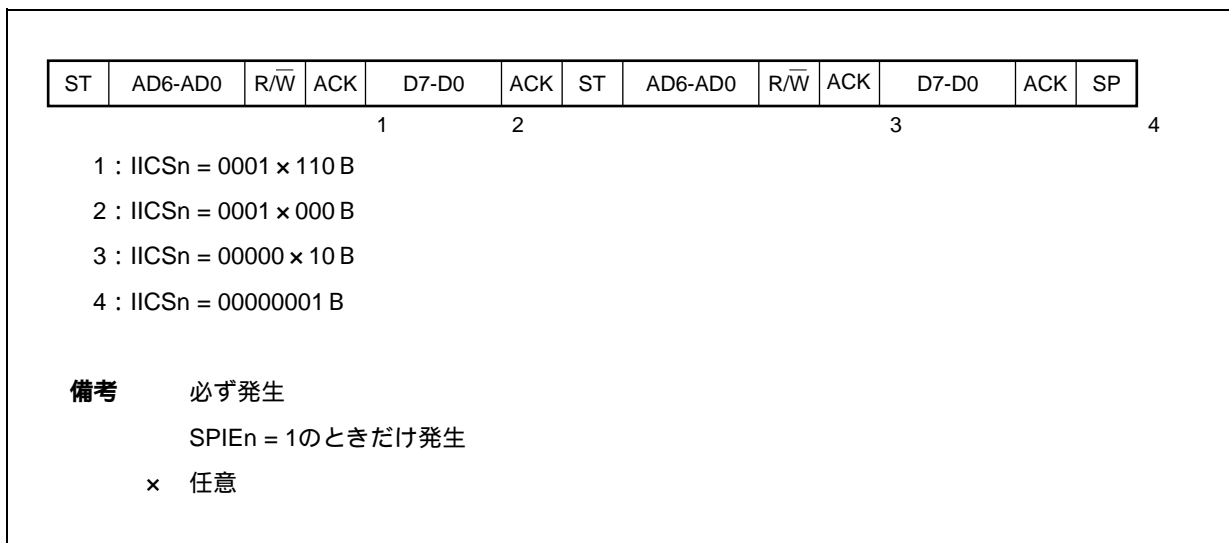 ST AD6-AD0 R/W̅ ACK D7-D0 ACK ST AD6-AD0 R/W̅ ACK D7-D0 ACK SP
1 2 3 4
1：IICSn = 0001×110 B
2：IICSn = 0001×000 B
3：IICSn = 00000×10 B
4：IICSn = 00000001 B
備考 必ず発生
SPIEn = 1のときだけ発生
× 任意